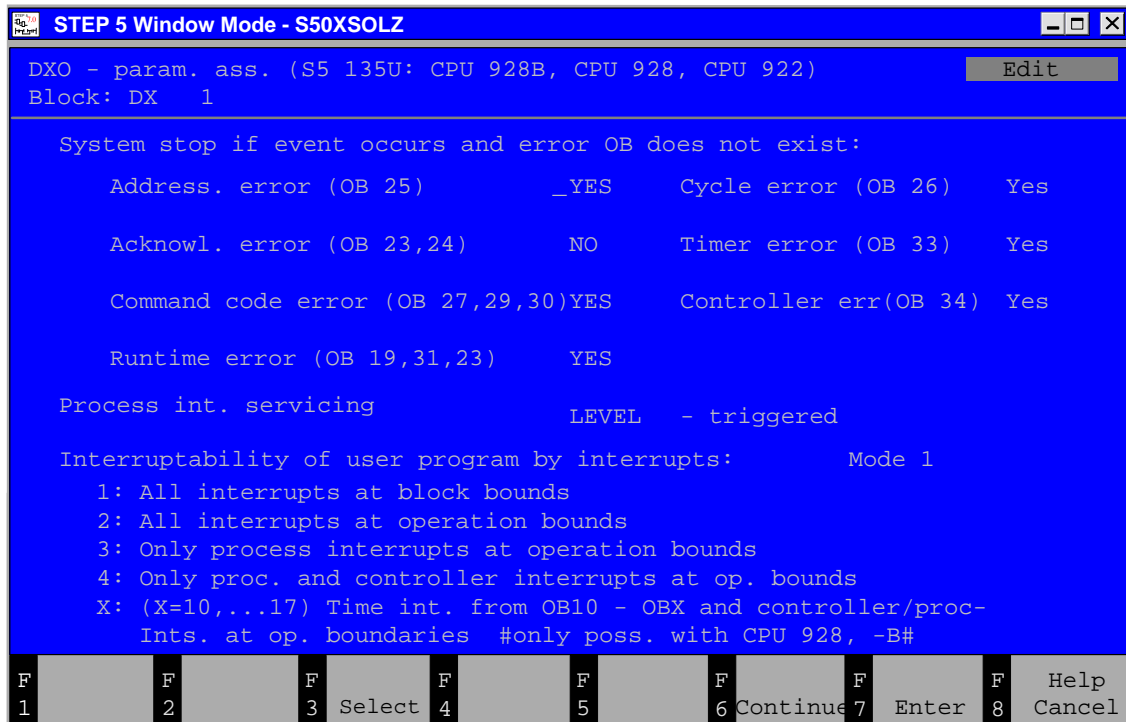 STEP 5 Window Mode - S50XSOLZ
DXO - param. ass. (S5 135U: CPU 928B, CPU 928, CPU 922) Edit
Block: DX 1
System stop if event occurs and error OB does not exist:
Address. error (OB 25) _YES Cycle error (OB 26) Yes
Acknowl. error (OB 23,24) NO Timer error (OB 33) Yes
Command code error (OB 27,29,30)YES Controller err(OB 34) Yes
Runtime error (OB 19,31,23) YES
Process int. servicing LEVEL - triggered
Interruptability of user program by interrupts: Mode 1
1: All interrupts at block bounds
2: All interrupts at operation bounds
3: Only process interrupts at operation bounds
4: Only proc. and controller interrupts at op. bounds
X: (X=10,...17) Time int. from OB10 - OBX and controller/proc-
Ints. at op. boundaries #only poss. with CPU 928, -B#
F F F F F F F F Help
1 2 3 Select 4 5 6 Continue 7 Enter 8 Cancel